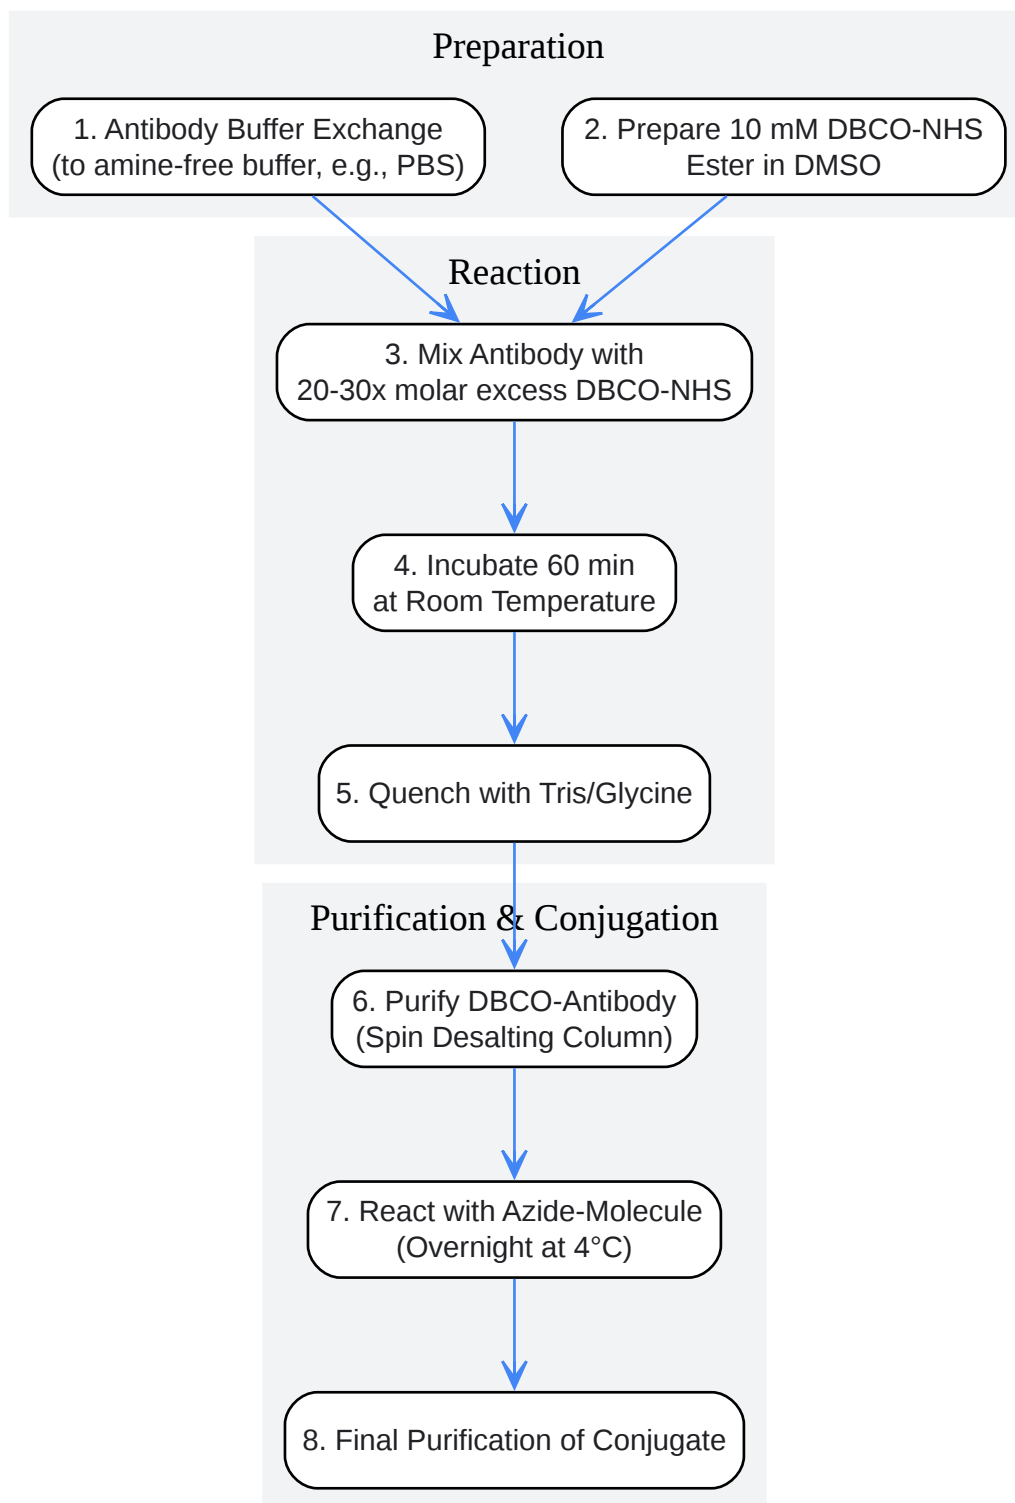 Preparation
1. Antibody Buffer Exchange
(to amine-free buffer, e.g., PBS)
2. Prepare 10 mM DBCO-NHS
Ester in DMSO
Reaction
3. Mix Antibody with
20-30x molar excess DBCO-NHS
4. Incubate 60 min
at Room Temperature
5. Quench with Tris/Glycine
Purification & Conjugation
6. Purify DBCO-Antibody
(Spin Desalting Column)
7. React with Azide-Molecule
(Overnight at 4°C)
8. Final Purification of Conjugate